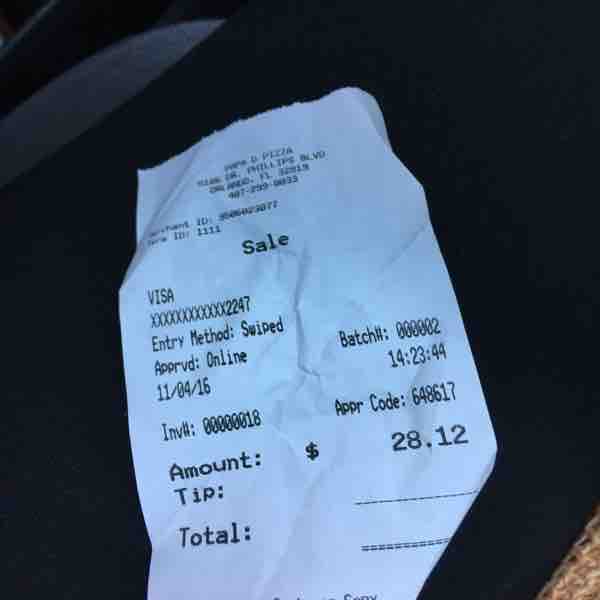 PAPA D PIZZA
DR. PHILLIPS BLVD
ORLANDO, FL 32819
407-299-0033
Merchant ID: 9506023077
Term ID: 1111
Sale
VISA
XXXXXXXXXXXX2247
Entry Method: Swiped
Apprvd: Online
Batch#: 000002
11/04/16
14:23:44
Inv#: 00000018
Appr Code: 648617
Amount: $ 28.12
Tip:
Total:
Copy